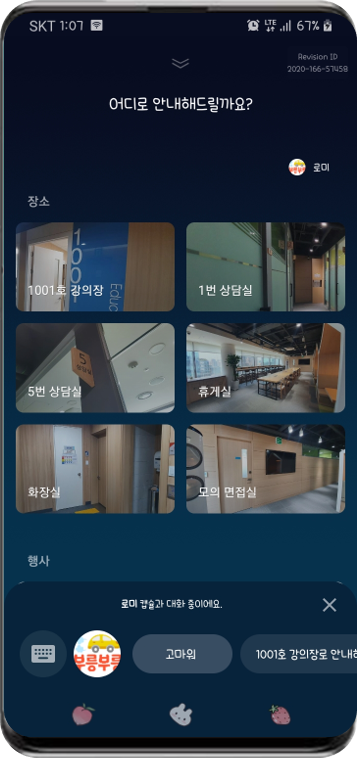 SKT 1:07
LTE
67%
Revision ID
2020-166-57458
어디로 안내해드릴까요?
로미
장소
1001호 강의장
1번 상담실
5번 상담실
휴게실
화장실
모의 면접실
행사
로미 캡슐과 대화 중이에요.
부릉부릉
고마워
1001호 강의장로 안내해